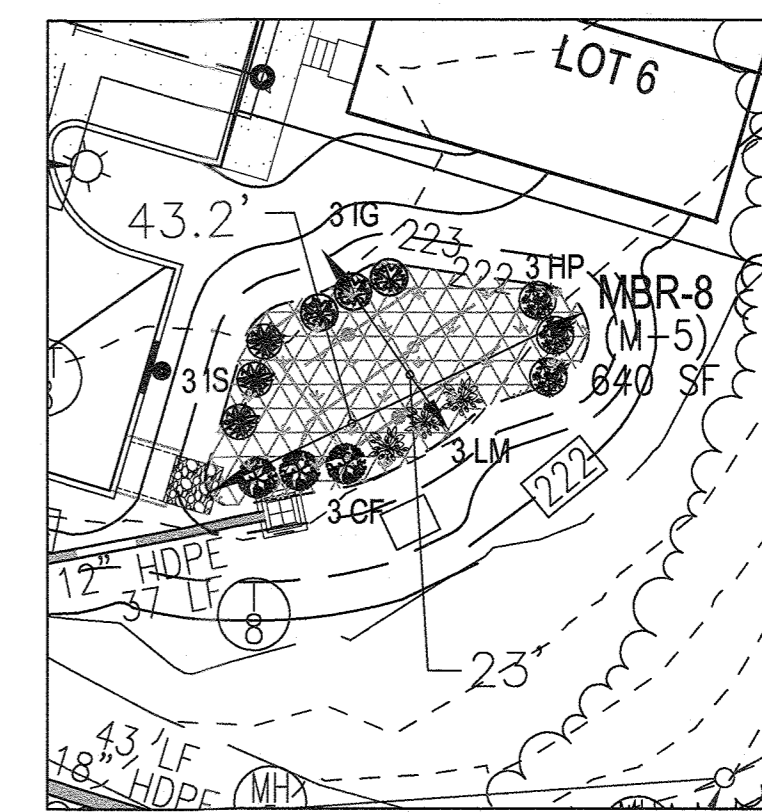 LOT 6
43.2'
3 IG
223
222
3 HP
MBR-8
(M-5)
640 SF
3 IS
3 LM
3 CF
222
12" HDPE
37 LF
T
8
23'
43' LF
18" HDPE
MH